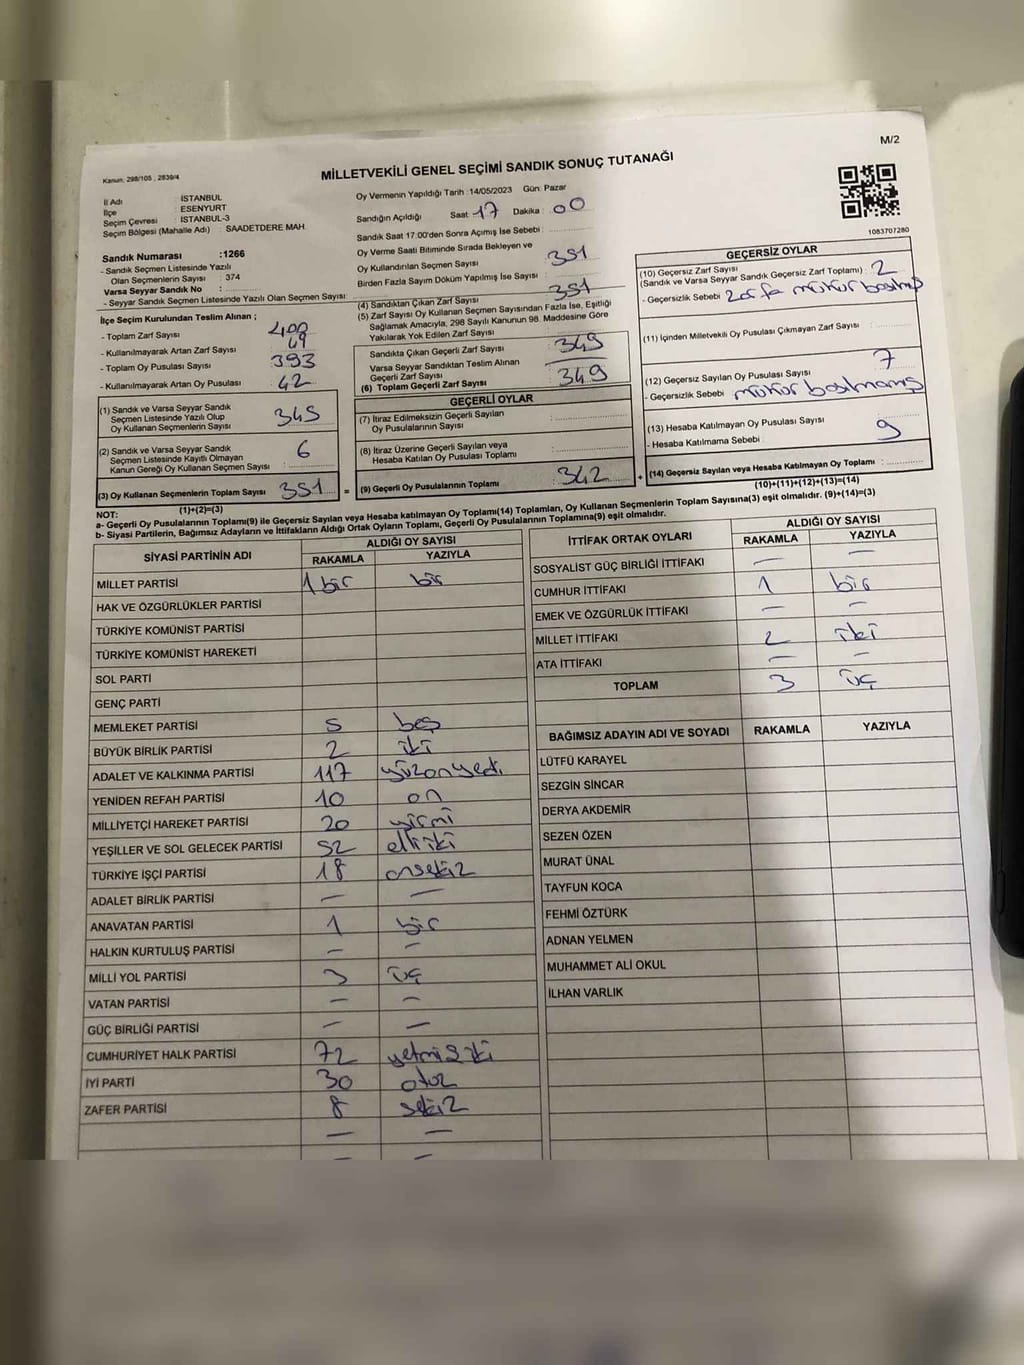 M/2
Kanun: 298/105 , 2839/4
MİLLETVEKİLİ GENEL SEÇİMİ SANDIK SONUÇ TUTANAĞI
İl Adı : İSTANBUL
İlçe : ESENYURT
Seçim Çevresi : İSTANBUL-3
Seçim Bölgesi (Mahalle Adı) : SAADETDERE MAH.
Sandık Numarası :1266
- Sandık Seçmen Listesinde Yazılı
Olan Seçmenlerin Sayısı : 374
Varsa Seyyar Sandık No :
- Seyyar Sandık Seçmen Listesinde Yazılı Olan Seçmen Sayısı:
İlçe Seçim Kurulundan Teslim Alınan ;
- Toplam Zarf Sayısı : 400
- Kullanılmayarak Artan Zarf Sayısı : 49
- Toplam Oy Pusulası Sayısı : 393
- Kullanılmayarak Artan Oy Pusulası : 42
(1) Sandık ve Varsa Seyyar Sandık
Seçmen Listesinde Yazılı Olup
Oy Kullanan Seçmenlerin Sayısı : 345
(2) Sandık ve Varsa Seyyar Sandık
Seçmen Listesinde Kayıtlı Olmayan
Kanun Gereği Oy Kullanan Seçmen Sayısı : 6
(3) Oy Kullanan Seçmenlerin Toplam Sayısı : 351
(1)+(2)=(3)
Oy Vermenin Yapıldığı Tarih :14/05/2023 Gün: Pazar
Sandığın Açıldığı Saat : 17 Dakika : 00
Sandık Saat 17:00'den Sonra Açımış İse Sebebi :
Oy Verme Saati Bitiminde Sırada Bekleyen ve
Oy Kullandırılan Seçmen Sayısı : 351
Birden Fazla Sayım Döküm Yapılmış İse Sayısı :
(4) Sandıktan Çıkan Zarf Sayısı : 351
(5) Zarf Sayısı Oy Kullanan Seçmen Sayısından Fazla İse, Eşitliği
Sağlamak Amacıyla, 298 Sayılı Kanunun 98. Maddesine Göre
Yakılarak Yok Edilen Zarf Sayısı :
Sandıkta Çıkan Geçerli Zarf Sayısı : 349
Varsa Seyyar Sandıktan Teslim Alınan
Geçerli Zarf Sayısı :
(6) Toplam Geçerli Zarf Sayısı : 349
GEÇERLİ OYLAR
(7) İtiraz Edilmeksizin Geçerli Sayılan
Oy Pusulalarının Sayısı :
(8) İtiraz Üzerine Geçerli Sayılan veya
Hesaba Katılan Oy Pusulası Toplamı :
= (9) Geçerli Oy Pusulalarının Toplamı : 342 +
1083707280
GEÇERSİZ OYLAR
(10) Geçersiz Zarf Sayısı
(Sandık ve Varsa Seyyar Sandık Geçersiz Zarf Toplamı) : 2
- Geçersizlik Sebebi : zarfa mühür basılmış
(11) İçinden Milletvekili Oy Pusulası Çıkmayan Zarf Sayısı :
(12) Geçersiz Sayılan Oy Pusulası Sayısı : 7
- Geçersizlik Sebebi mühür basılmamış
(13) Hesaba Katılmayan Oy Pusulası Sayısı :
- Hesaba Katılmama Sebebi : 9
(14) Geçersiz Sayılan veya Hesaba Katılmayan Oy Toplamı :
(10)+(11)+(12)+(13)=(14)
NOT:
a- Geçerli Oy Pusulalarının Toplamı(9) ile Geçersiz Sayılan veya Hesaba katılmayan Oy Toplamı(14) Toplamları, Oy Kullanan Seçmenlerin Toplam Sayısına(3) eşit olmalıdır. (9)+(14)=(3)
b- Siyasi Partilerin, Bağımsız Adayların ve İttifakların Aldığı Ortak Oyların Toplamı, Geçerli Oy Pusulalarının Toplamına(9) eşit olmalıdır.
SİYASİ PARTİNİN ADI ALDIĞI OY SAYISI
RAKAMLA YAZIYLA
MİLLET PARTİSİ 1 bir bir
HAK VE ÖZGÜRLÜKLER PARTİSİ
TÜRKİYE KOMÜNİST PARTİSİ
TÜRKİYE KOMÜNİST HAREKETİ
SOL PARTİ
GENÇ PARTİ
MEMLEKET PARTİSİ 5 beş
BÜYÜK BİRLİK PARTİSİ 2 iki
ADALET VE KALKINMA PARTİSİ 117 yüzonyedi
YENİDEN REFAH PARTİSİ 10 on
MİLLİYETÇİ HAREKET PARTİSİ 20 yirmi
YEŞİLLER VE SOL GELECEK PARTİSİ 52 elliiki
TÜRKİYE İŞÇİ PARTİSİ 18 onsekiz
ADALET BİRLİK PARTİSİ — —
ANAVATAN PARTİSİ 1 bir
HALKIN KURTULUŞ PARTİSİ — —
MİLLİ YOL PARTİSİ 3 üç
VATAN PARTİSİ — —
GÜÇ BİRLİĞİ PARTİSİ — —
CUMHURİYET HALK PARTİSİ 72 yetmişiki
İYİ PARTİ 30 otuz
ZAFER PARTİSİ 8 sekiz
— —
— —
İTTİFAK ORTAK OYLARI ALDIĞI OY SAYISI
RAKAMLA YAZIYLA
SOSYALİST GÜÇ BİRLİĞİ İTTİFAKI — —
CUMHUR İTTİFAKI 1 bir
EMEK VE ÖZGÜRLÜK İTTİFAKI — —
MİLLET İTTİFAKI 2 iki
ATA İTTİFAKI — —
TOPLAM 3 üç
BAĞIMSIZ ADAYIN ADI VE SOYADI RAKAMLA YAZIYLA
LÜTFÜ KARAYEL
SEZGİN SİNCAR
DERYA AKDEMİR
SEZEN ÖZEN
MURAT ÜNAL
TAYFUN KOCA
FEHMİ ÖZTÜRK
ADNAN YELMEN
MUHAMMET ALİ OKUL
İLHAN VARLIK